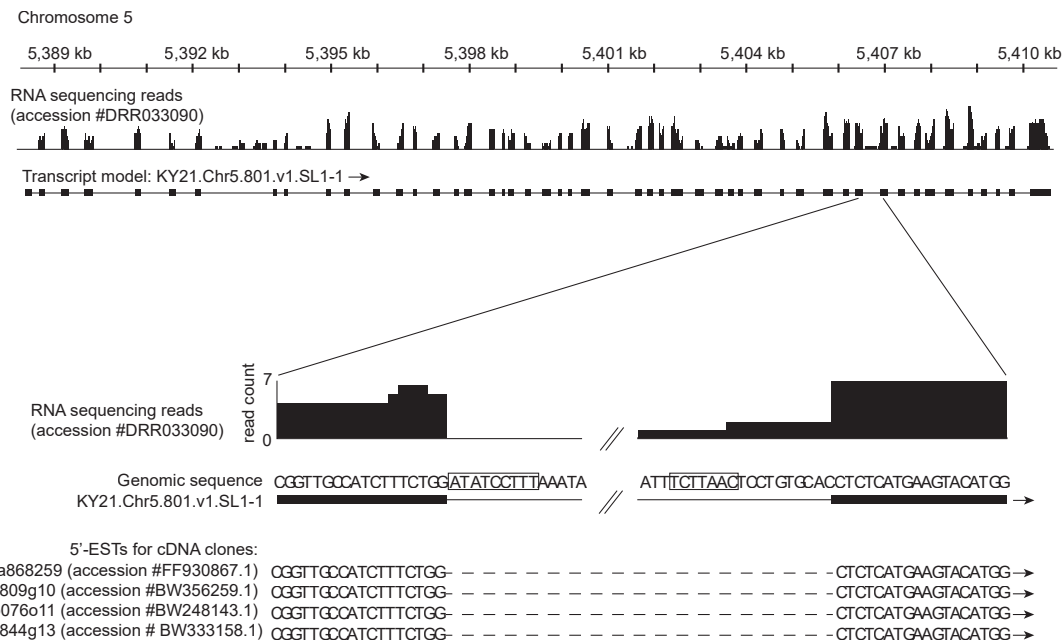 Chromosome 5
5,389 kb 5,392 kb 5,395 kb 5,398 kb 5,401 kb 5,404 kb 5,407 kb 5,410 kb
RNA sequencing reads
(accession #DRR033090)
Transcript model: KY21.Chr5.801.v1.SL1-1
7
read count
RNA sequencing reads
(accession #DRR033090)
0
Genomic sequence CGGTTGCCATCTTTCTGGATATCCTTTAAATA // ATTTCTTAACTCCTGTGCACCTCTCATGAAGTACATGG
KY21.Chr5.801.v1.SL1-1 //
5'-ESTs for cDNA clones:
a868259 (accession #FF930867.1) CGGTTGCCATCTTTCTGG- - - - - - - - - - - - - - - - - - - - CTCTCATGAAGTACATGG
809g10 (accession #BW356259.1) CGGTTGCCATCTTTCTGG- - - - - - - - - - - - - - - - - - - - CTCTCATGAAGTACATGG
076o11 (accession #BW248143.1) CGGTTGCCATCTTTCTGG- - - - - - - - - - - - - - - - - - - - CTCTCATGAAGTACATGG
844g13 (accession # BW333158.1) CGGTTGCCATCTTTCTGG- - - - - - - - - - - - - - - - - - - - CTCTCATGAAGTACATGG